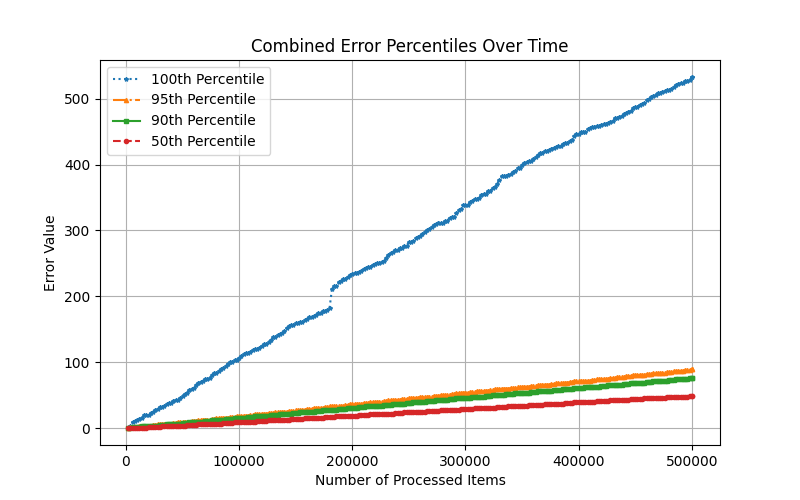 Combined Error Percentiles Over Time
100th Percentile
95th Percentile
90th Percentile
50th Percentile
Error Value
500
400
300
200
100
0
0 100000 200000 300000 400000 500000
Number of Processed Items